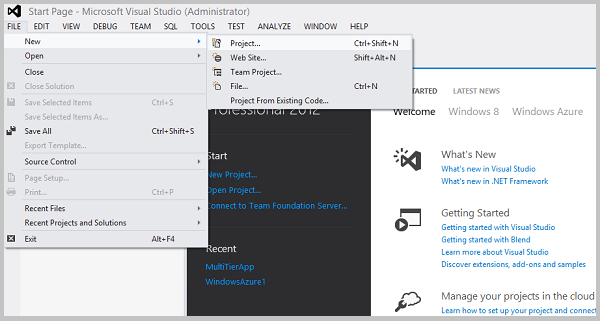 Start Page - Microsoft Visual Studio (Administrator)
FILE EDIT VIEW DEBUG TEAM SQL TOOLS TEST ANALYZE WINDOW HELP
New
Open
Close
Close Solution
Save Selected Items Ctrl+S
Save Selected Items As...
Save All Ctrl+Shift+S
Export Template...
Source Control
Page Setup...
Print... Ctrl+P
Recent Files
Recent Projects and Solutions
Exit Alt+F4
Project... Ctrl+Shift+N
Web Site... Shift+Alt+N
Team Project...
File... Ctrl+N
Project From Existing Code...
2012
Start
New Project...
Open Project...
Connect to Team Foundation Server...
Recent
MultiTierApp
WindowsAzure1
STARTED LATEST NEWS
Welcome Windows 8 Windows Azure
What's New
What's new in Visual Studio
What's new in .NET Framework
Getting Started
Getting started with Visual Studio
Getting started with Blend
Learn more about Visual Studio
Discover extensions, add-ons and samples
Manage your projects in the cloud
Learn how to set up your project and connect